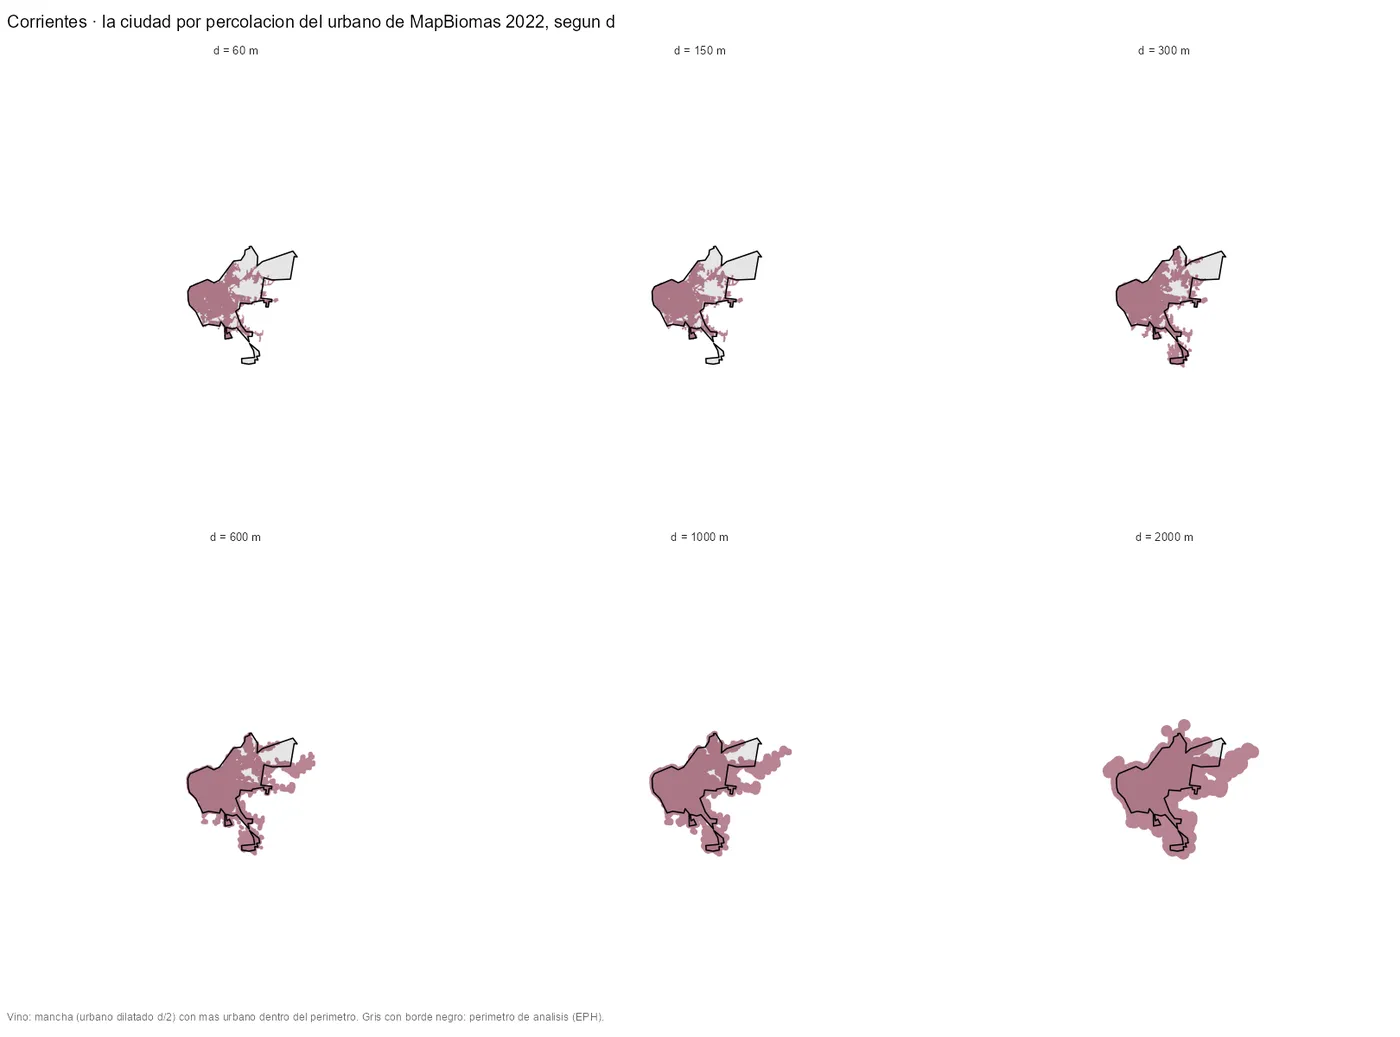 Corrientes · la ciudad por percolacion del urbano de MapBiomas 2022, segun d
d = 60 m
d = 150 m
d = 300 m
d = 600 m
d = 1000 m
d = 2000 m
Vino: mancha (urbano dilatado d/2) con mas urbano dentro del perimetro. Gris con borde negro: perimetro de analisis (EPH).